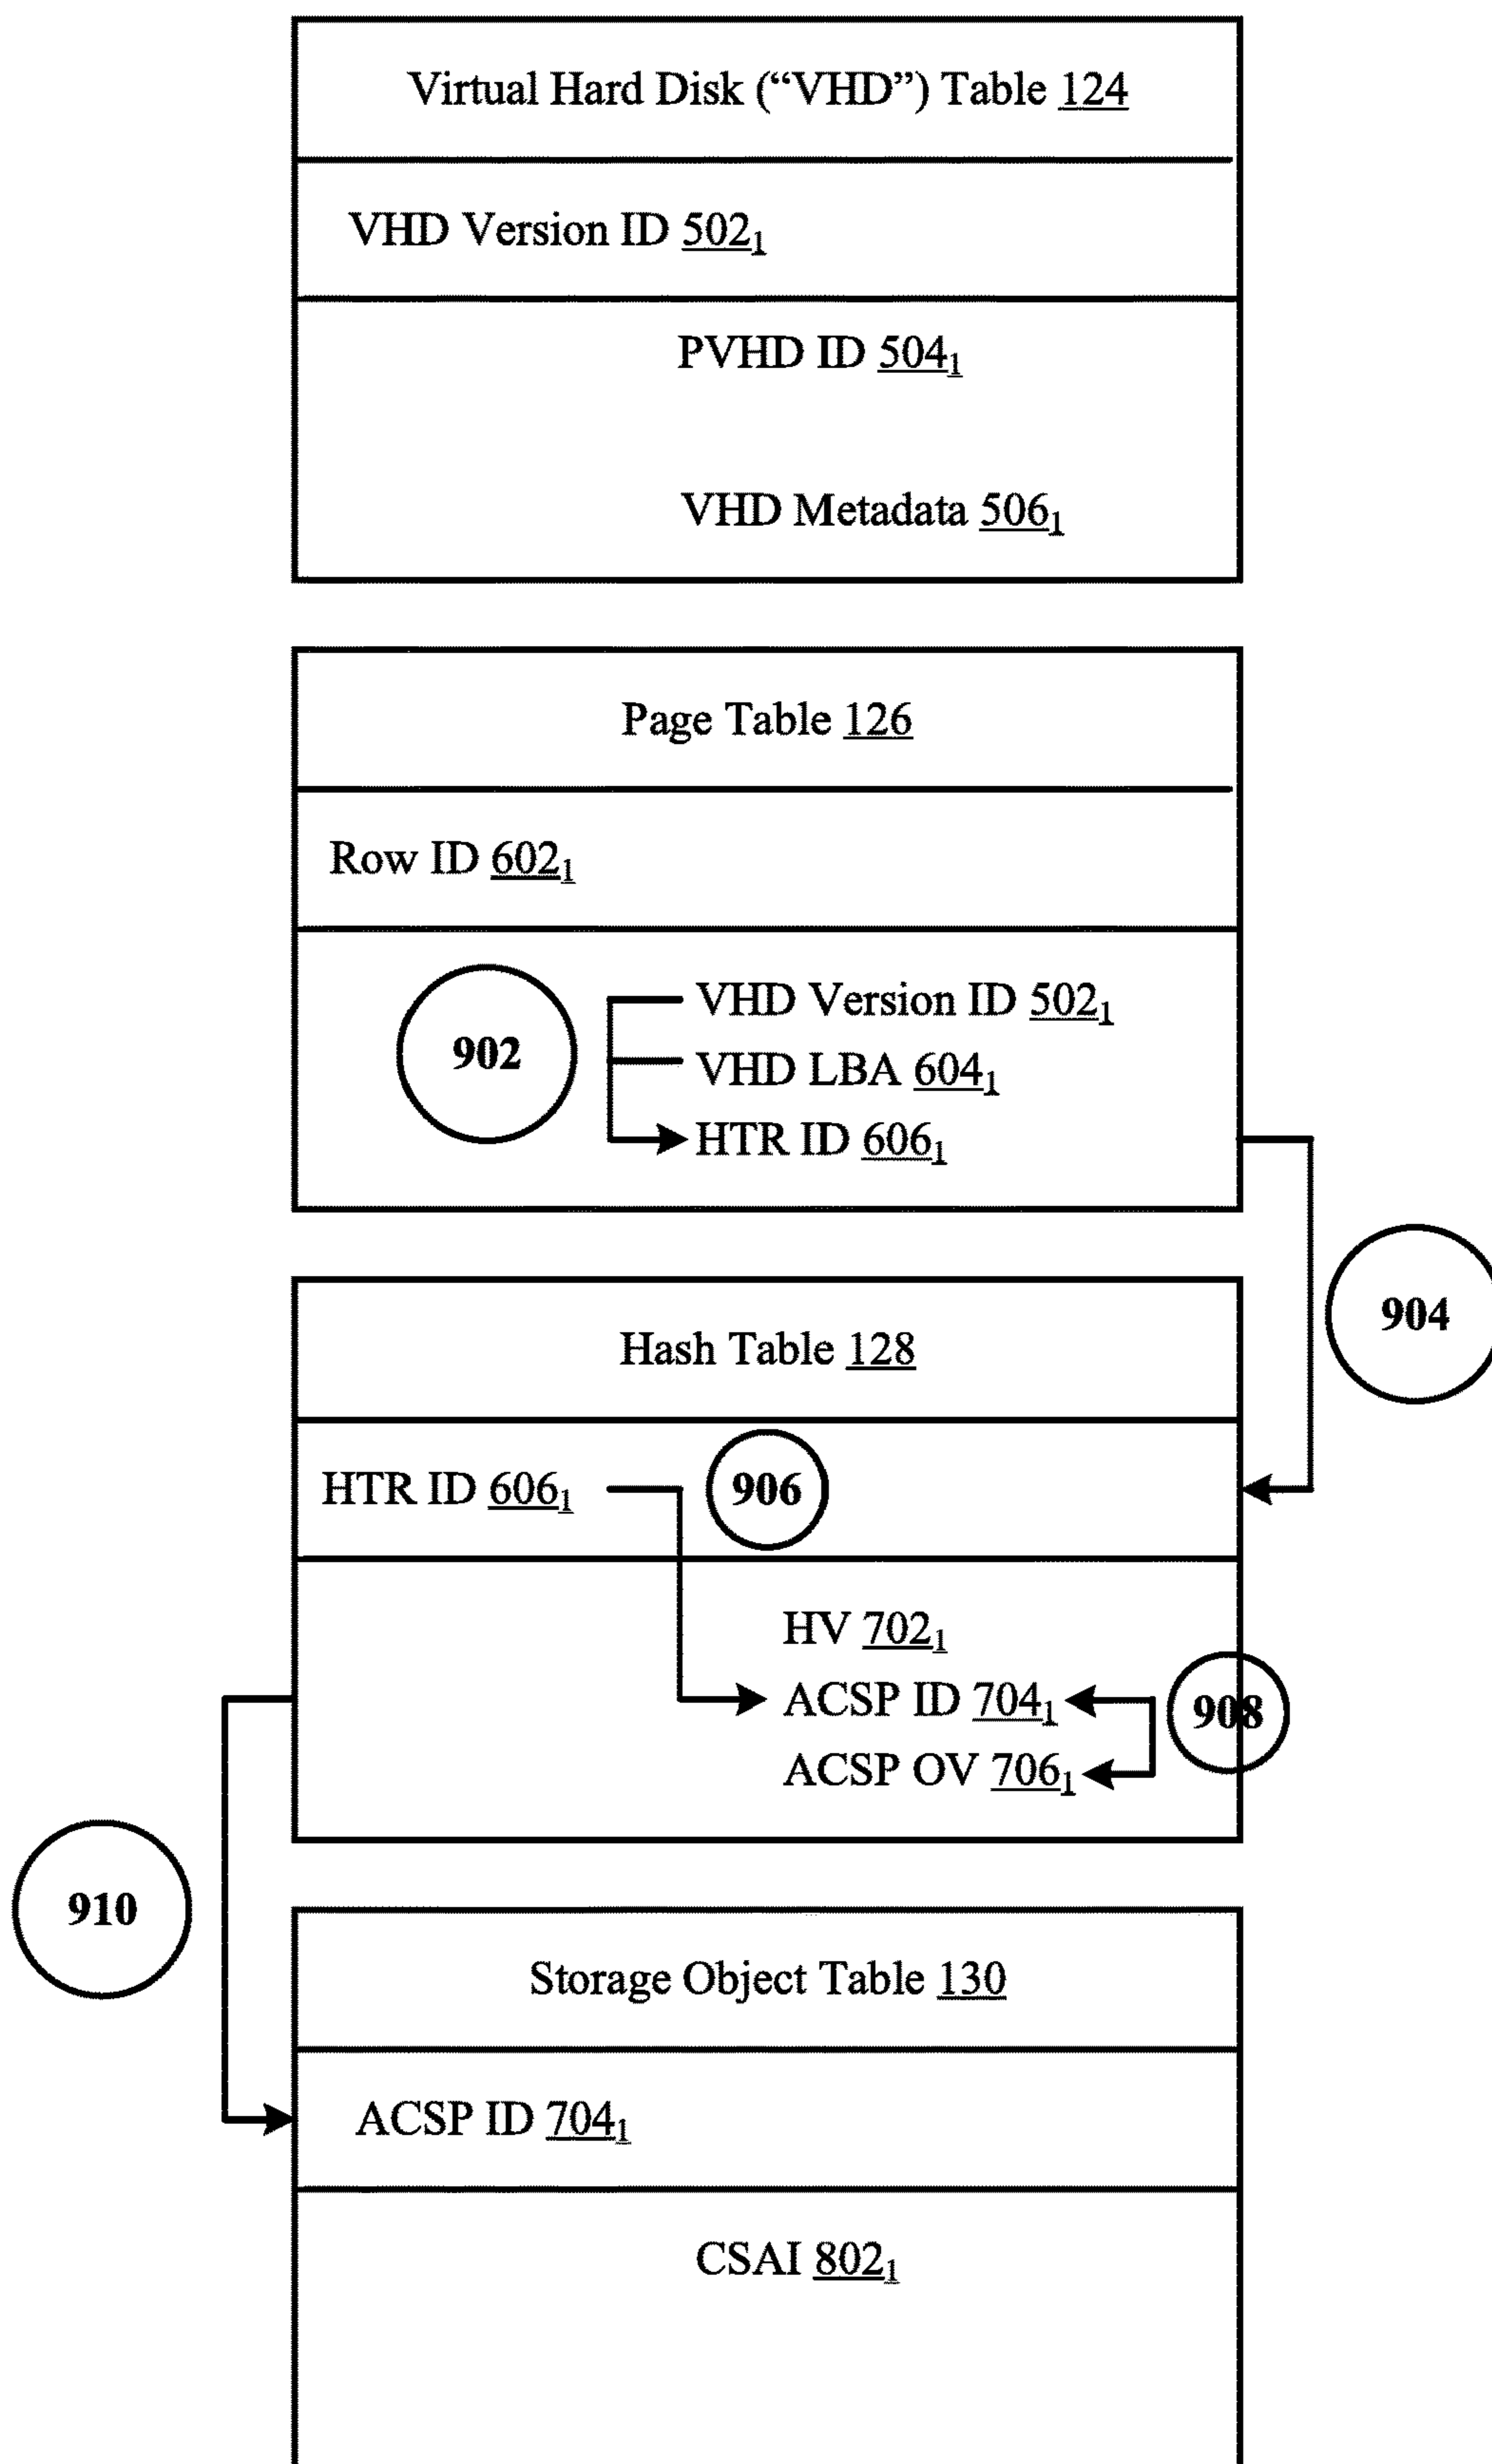 Virtual Hard Disk (“VHD”) Table 124
VHD Version ID 502₁
PVHD ID 504₁
VHD Metadata 506₁
Page Table 126
Row ID 602₁
902
VHD Version ID 502₁
VHD LBA 604₁
HTR ID 606₁
904
Hash Table 128
HTR ID 606₁
906
HV 702₁
ACSP ID 704₁
908
ACSP OV 706₁
910
Storage Object Table 130
ACSP ID 704₁
CSAI 802₁